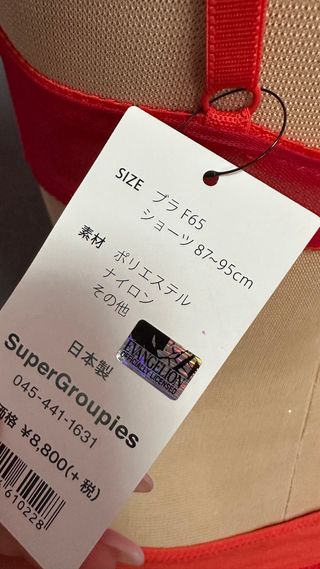 SIZE ブラ F65
ショーツ 87~95cm
素材 ポリエステル
ナイロン
その他
EVANGELION
OFFICIALLY LICENSED
日本製
SuperGroupies
045-441-1631
価格 ¥8,800(+ 税)
610228